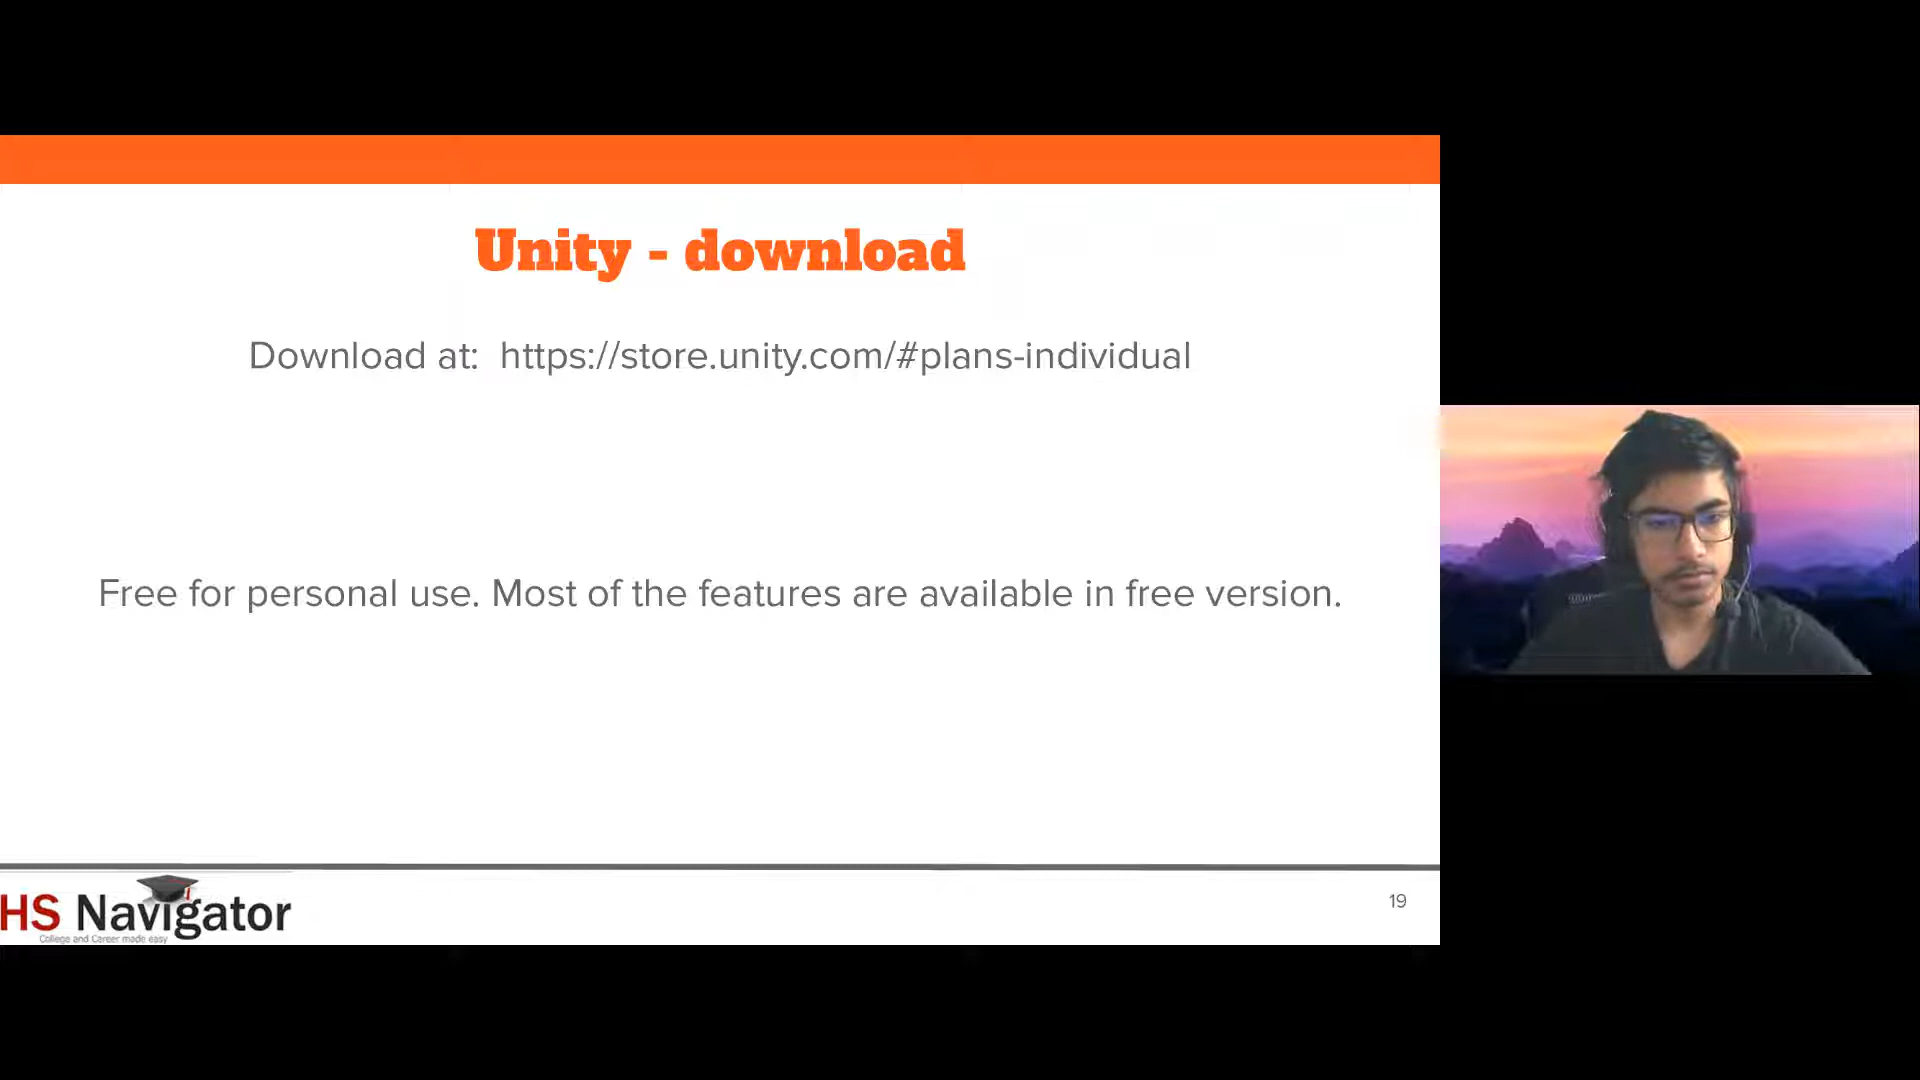 Unity - download
Download at: https://store.unity.com/#plans-individual
Free for personal use. Most of the features are available in free version.
HS Navigator
College and Career made easy
19